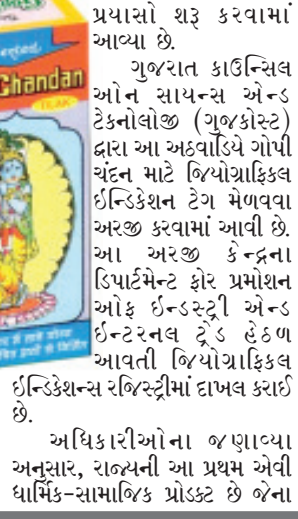 Chandan
TILAK
પ્રયાસો શરૂ કરવામાં
આવ્યા છે.
ગુજરાત કાઉન્સિલ
ઓન સાયન્સ એન્ડ
ટેકનોલોજી (ગુજકોસ્ટ)
દ્વારા આ અઠવાડિયે ગોપી
ચંદન માટે જિયોગ્રાફિકલ
ઇન્ડિકેશન ટેગ મેળવવા
અરજી કરવામાં આવી છે.
આ અરજી કેન્દ્રના
ડિપાર્ટમેન્ટ ફોર પ્રમોશન
ઓફ ઇન્ડસ્ટ્રી એન્ડ
ઇન્ટરનલ ટ્રેડ હેઠળ
આવતી જિયોગ્રાફિકલ
ઇન્ડિકેશન્સ રજિસ્ટ્રીમાં દાખલ કરાઈ
છે.
અધિકારીઓના જણાવ્યા
અનુસાર, રાજ્યની આ પ્રથમ એવી
ધાર્મિક-સામાજિક પ્રોડક્ટ છે જેના